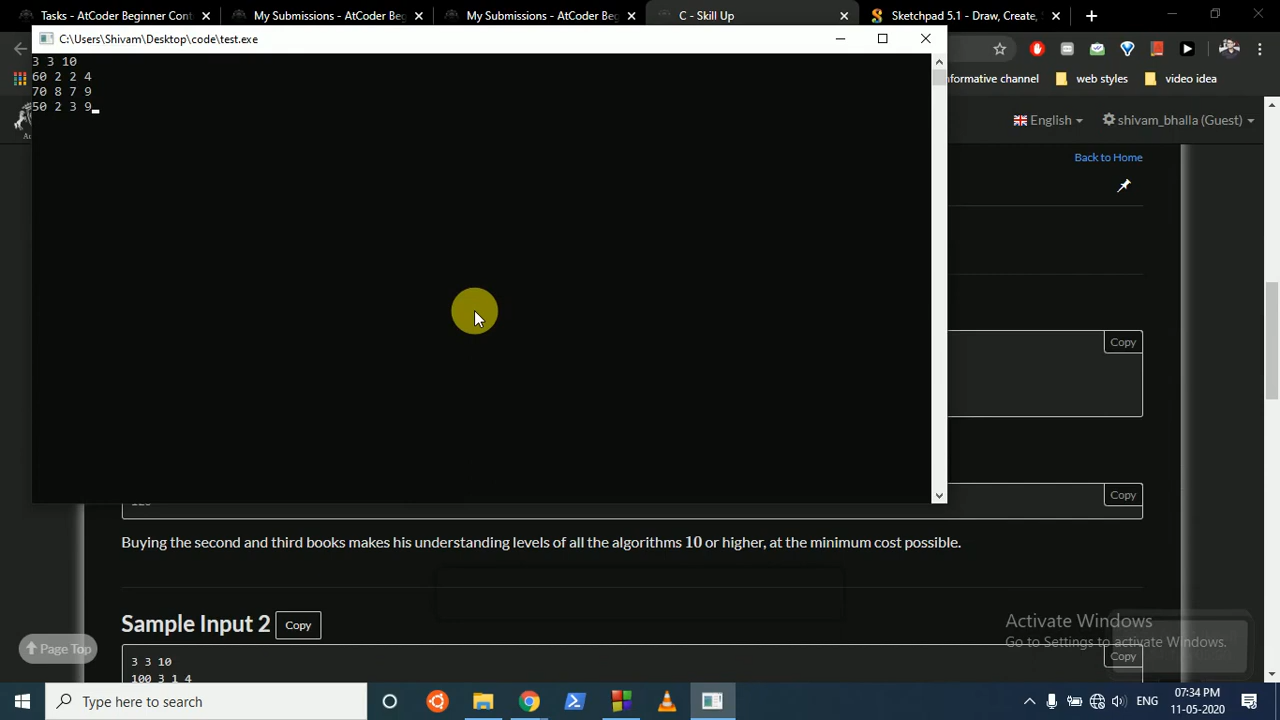 Tasks - AtCoder Beginner Cont
My Submissions - AtCoder Beg
My Submissions - AtCoder Beg
C - Skill Up
Sketchpad 5.1 - Draw, Create, S
C:\Users\Shivam\Desktop\code\test.exe
3 3 10
60 2 2 4
70 8 7 9
50 2 3 9
informative channel
web styles
video idea
English
shivam_bhalla (Guest)
Back to Home
Copy
Copy
Buying the second and third books makes his understanding levels of all the algorithms 10 or higher, at the minimum cost possible.
Sample Input 2
Copy
Page Top
Activate Windows
Go to Settings to activate Windows.
Copy
3 3 10
100 3 1 4
Type here to search
ENG
07:34 PM
11-05-2020